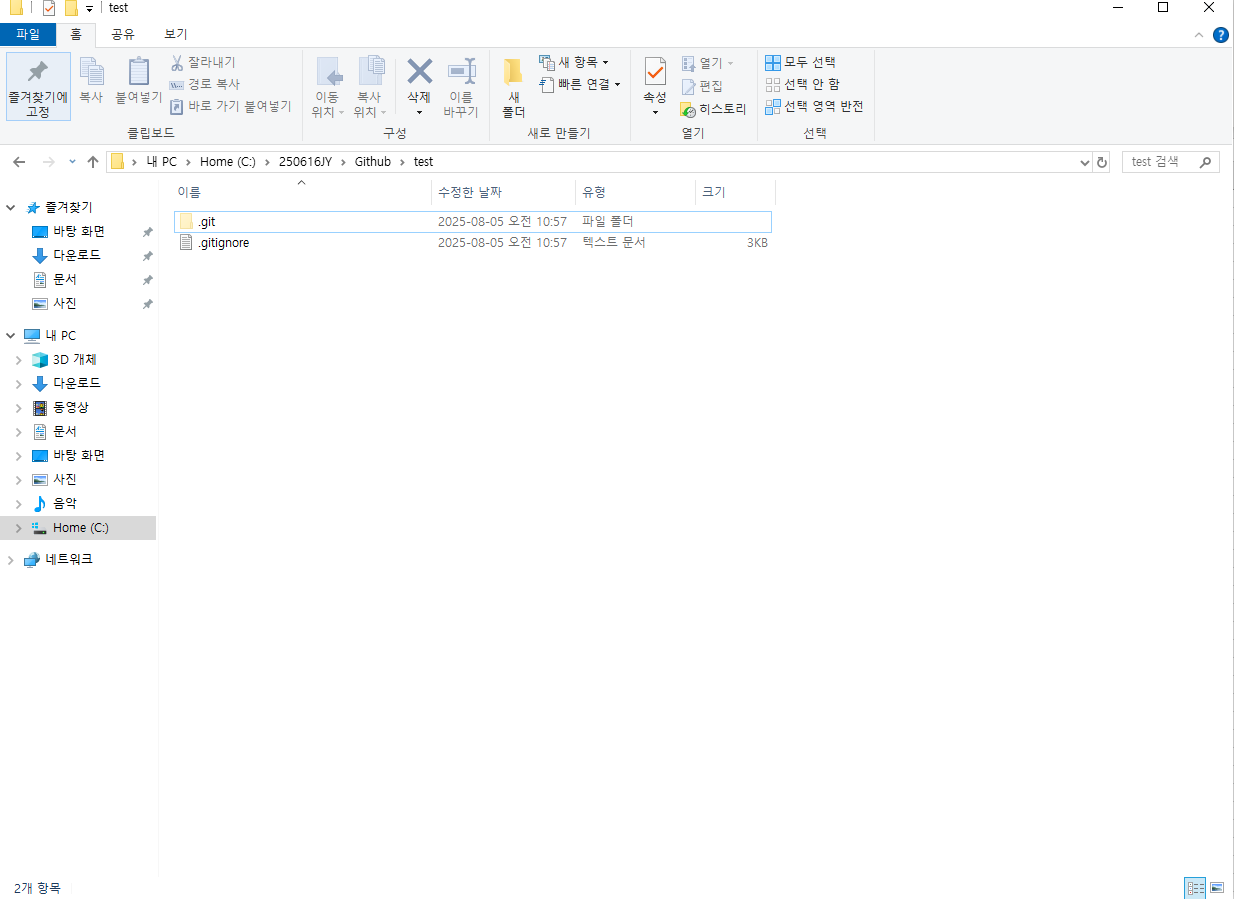 test
파일 홈 공유 보기
즐겨찾기에 고정
복사
붙여넣기
잘라내기
경로 복사
바로 가기 붙여넣기
클립보드
이동 위치
복사 위치
삭제
이름 바꾸기
구성
새 폴더
새 항목
빠른 연결
새로 만들기
속성
열기
편집
히스토리
열기
모두 선택
선택 안 함
선택 영역 반전
선택
내 PC > Home (C:) > 250616JY > Github > test
test 검색
이름 수정한 날짜 유형 크기
.git 2025-08-05 오전 10:57 파일 폴더
.gitignore 2025-08-05 오전 10:57 텍스트 문서 3KB
즐겨찾기
바탕 화면
다운로드
문서
사진
내 PC
3D 개체
다운로드
동영상
문서
바탕 화면
사진
음악
Home (C:)
네트워크
2개 항목